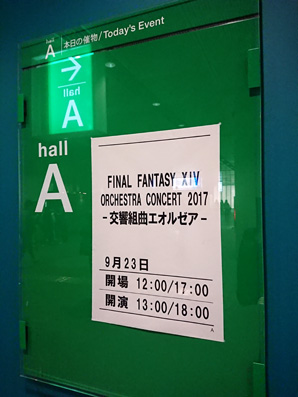 hall A 本日の催物/Today's Event
→
hall
A
hall
A
FINAL FANTASY XIV
ORCHESTRA CONCERT 2017
-交響組曲エオルゼア-
9月23日
開場 12:00/17:00
開演 13:00/18:00
A